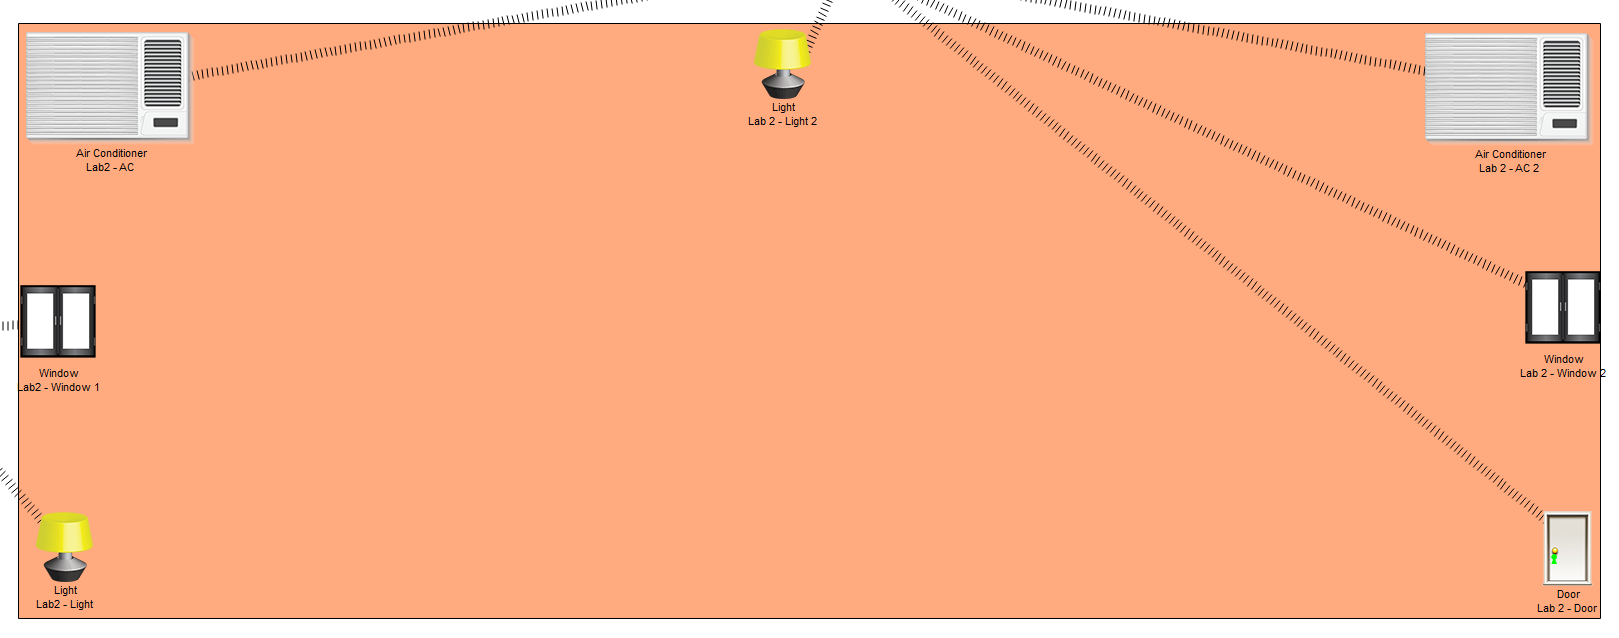 Light
Lab 2 - Light 2
Air Conditioner
Lab2 - AC
Air Conditioner
Lab 2 - AC 2
Window
Lab2 - Window 1
Window
Lab 2 - Window 2
Light
Lab2 - Light
Door
Lab 2 - Door